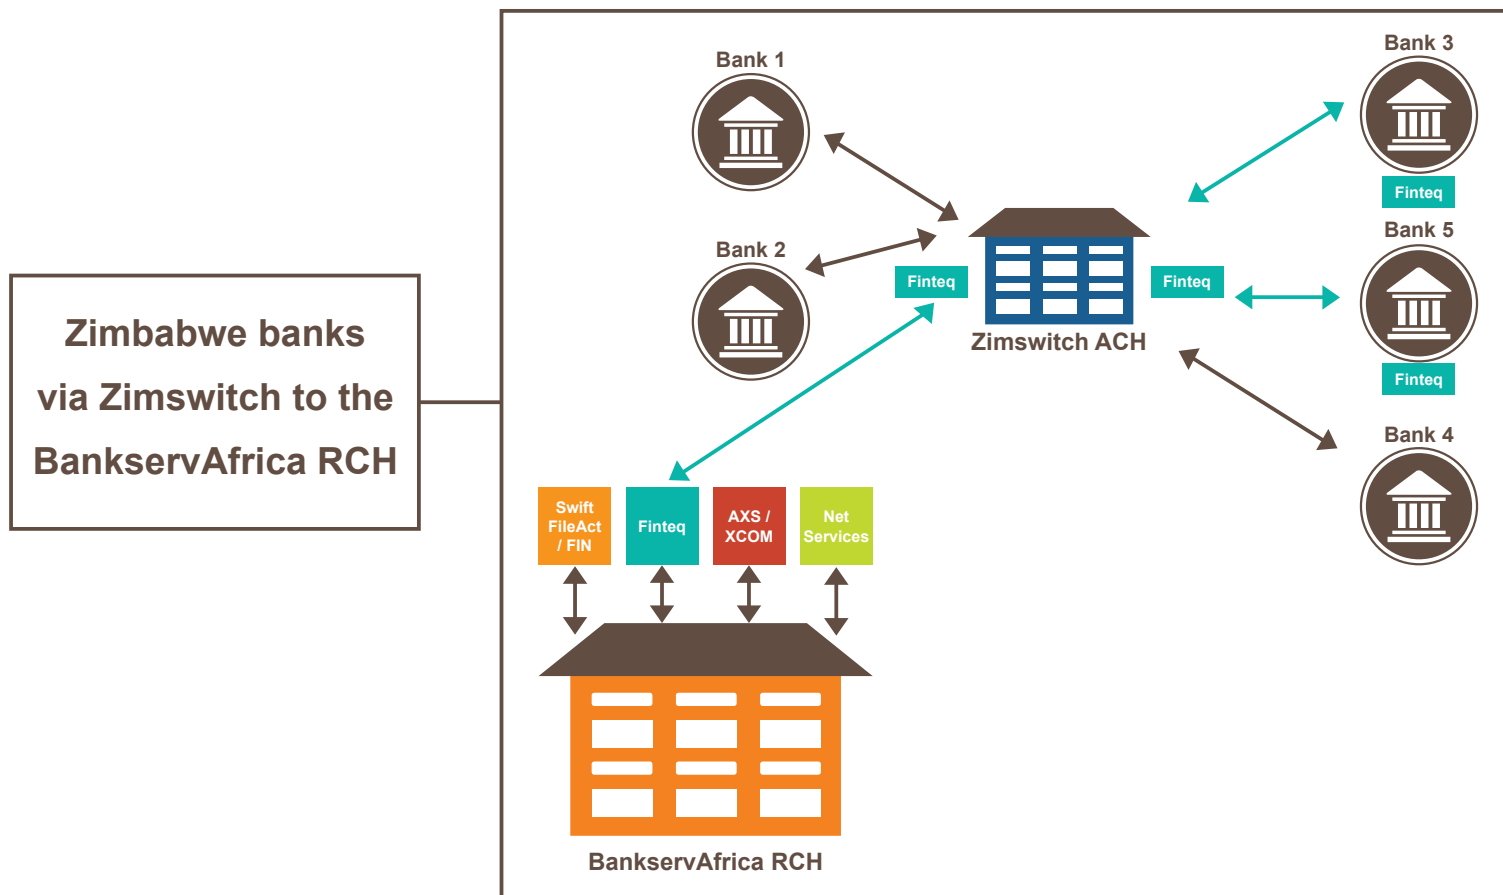 Zimbabwe banks
via Zimswitch to the
BankservAfrica RCH
Bank 1
Bank 2
Bank 3
Finteq
Bank 5
Finteq
Bank 4
Finteq
Finteq
Zimswitch ACH
Swift
FileAct
/ FIN
Finteq
AXS /
XCOM
Net
Services
BankservAfrica RCH